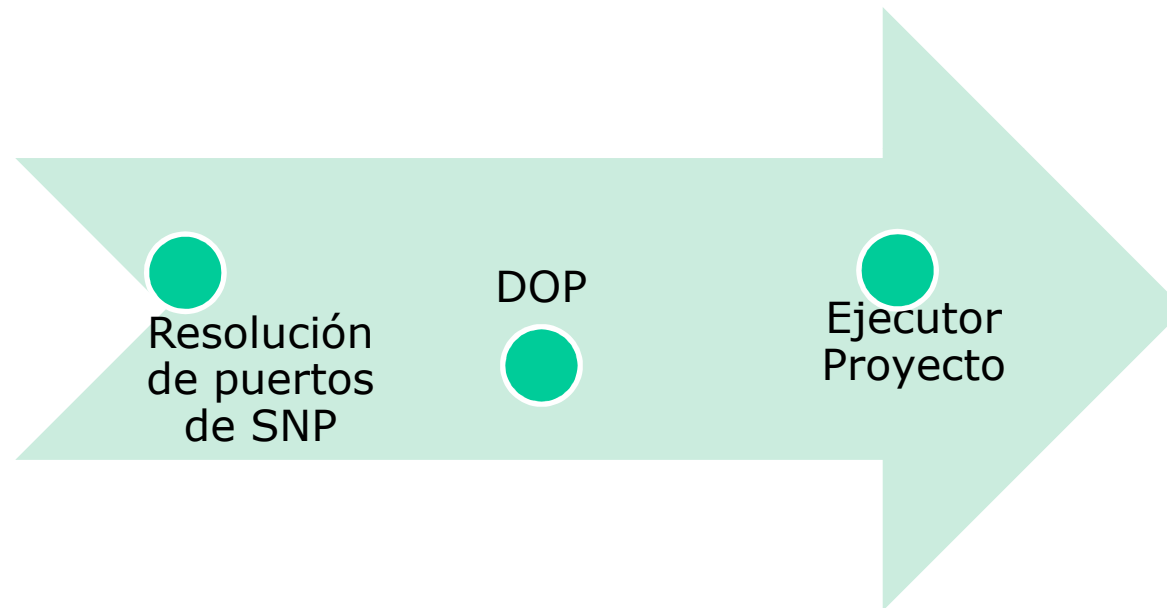 Resolución
de puertos
de SNP
DOP
Ejecutor
Proyecto